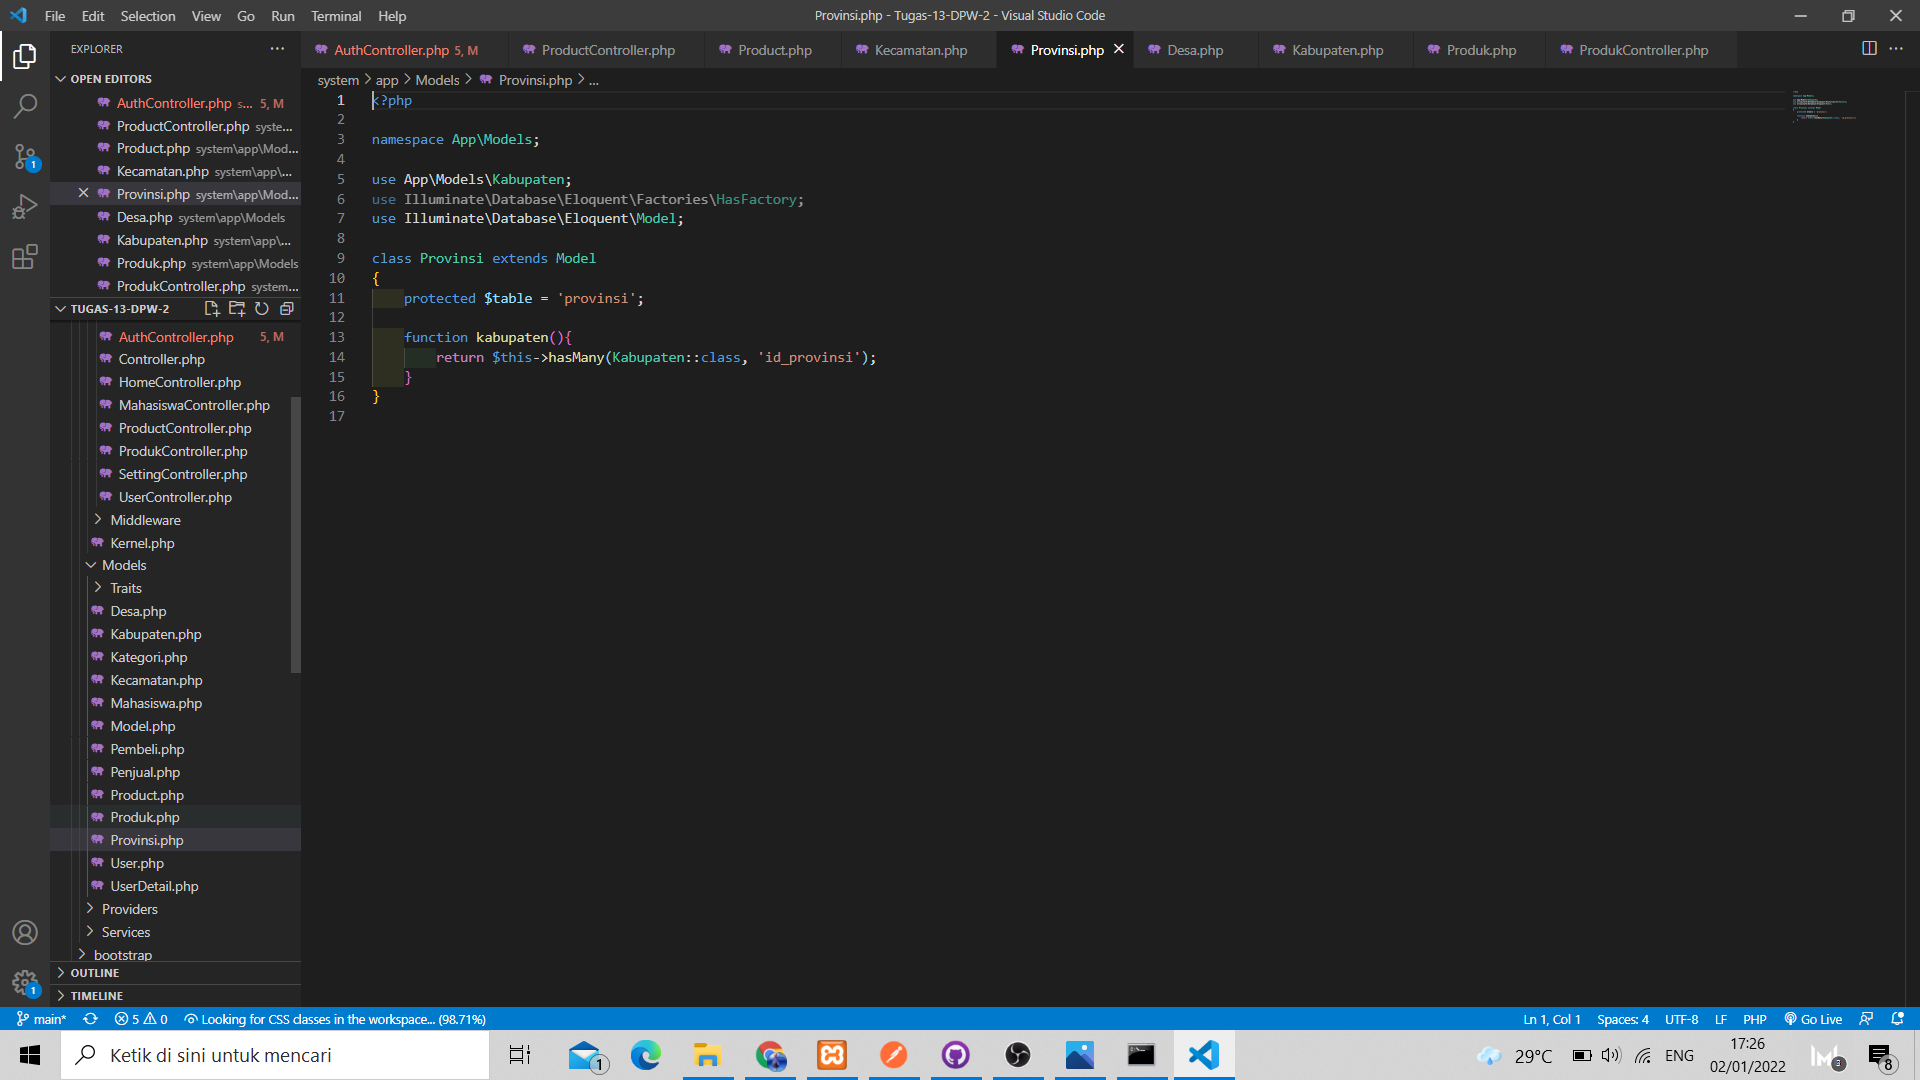 File Edit Selection View Go Run Terminal Help
Provinsi.php - Tugas-13-DPW-2 - Visual Studio Code
EXPLORER
AuthController.php 5, M
ProductController.php
Product.php
Kecamatan.php
Provinsi.php
Desa.php
Kabupaten.php
Produk.php
ProdukController.php
OPEN EDITORS
AuthController.php s... 5, M
ProductController.php syste...
Product.php system\app\Mod...
Kecamatan.php system\app\...
Provinsi.php system\app\Mod...
Desa.php system\app\Models
Kabupaten.php system\app\...
Produk.php system\app\Models
ProdukController.php system...
TUGAS-13-DPW-2
AuthController.php 5, M
Controller.php
HomeController.php
MahasiswaController.php
ProductController.php
ProdukController.php
SettingController.php
UserController.php
Middleware
Kernel.php
Models
Traits
Desa.php
Kabupaten.php
Kategori.php
Kecamatan.php
Mahasiswa.php
Model.php
Pembeli.php
Penjual.php
Product.php
Produk.php
Provinsi.php
User.php
UserDetail.php
Providers
Services
bootstrap
OUTLINE
TIMELINE
system > app > Models > Provinsi.php > ...
1 <?php
2
3 namespace App\Models;
4
5 use App\Models\Kabupaten;
6 use Illuminate\Database\Eloquent\Factories\HasFactory;
7 use Illuminate\Database\Eloquent\Model;
8
9 class Provinsi extends Model
10 {
11 protected $table = 'provinsi';
12
13 function kabupaten(){
14 return $this->hasMany(Kabupaten::class, 'id_provinsi');
15 }
16 }
17
1
1
main* 5 0 Looking for CSS classes in the workspace... (98.71%)
Ln 1, Col 1 Spaces: 4 UTF-8 LF PHP Go Live
Ketik di sini untuk mencari
1
29°C
ENG
17:26
02/01/2022
3
8